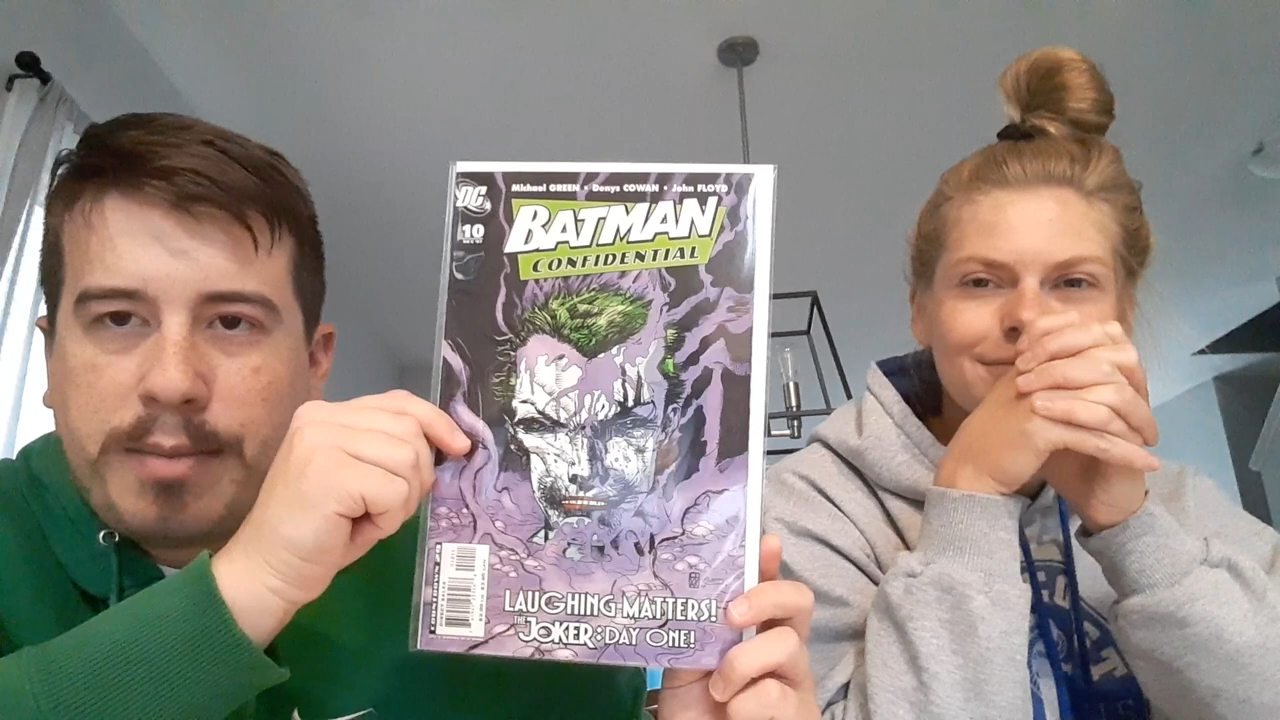 Michael GREEN • Denys COWAN • John FLOYD
DC
10
BATMAN
CONFIDENTIAL
LAUGHING MATTERS!
THE JOKER: DAY ONE!